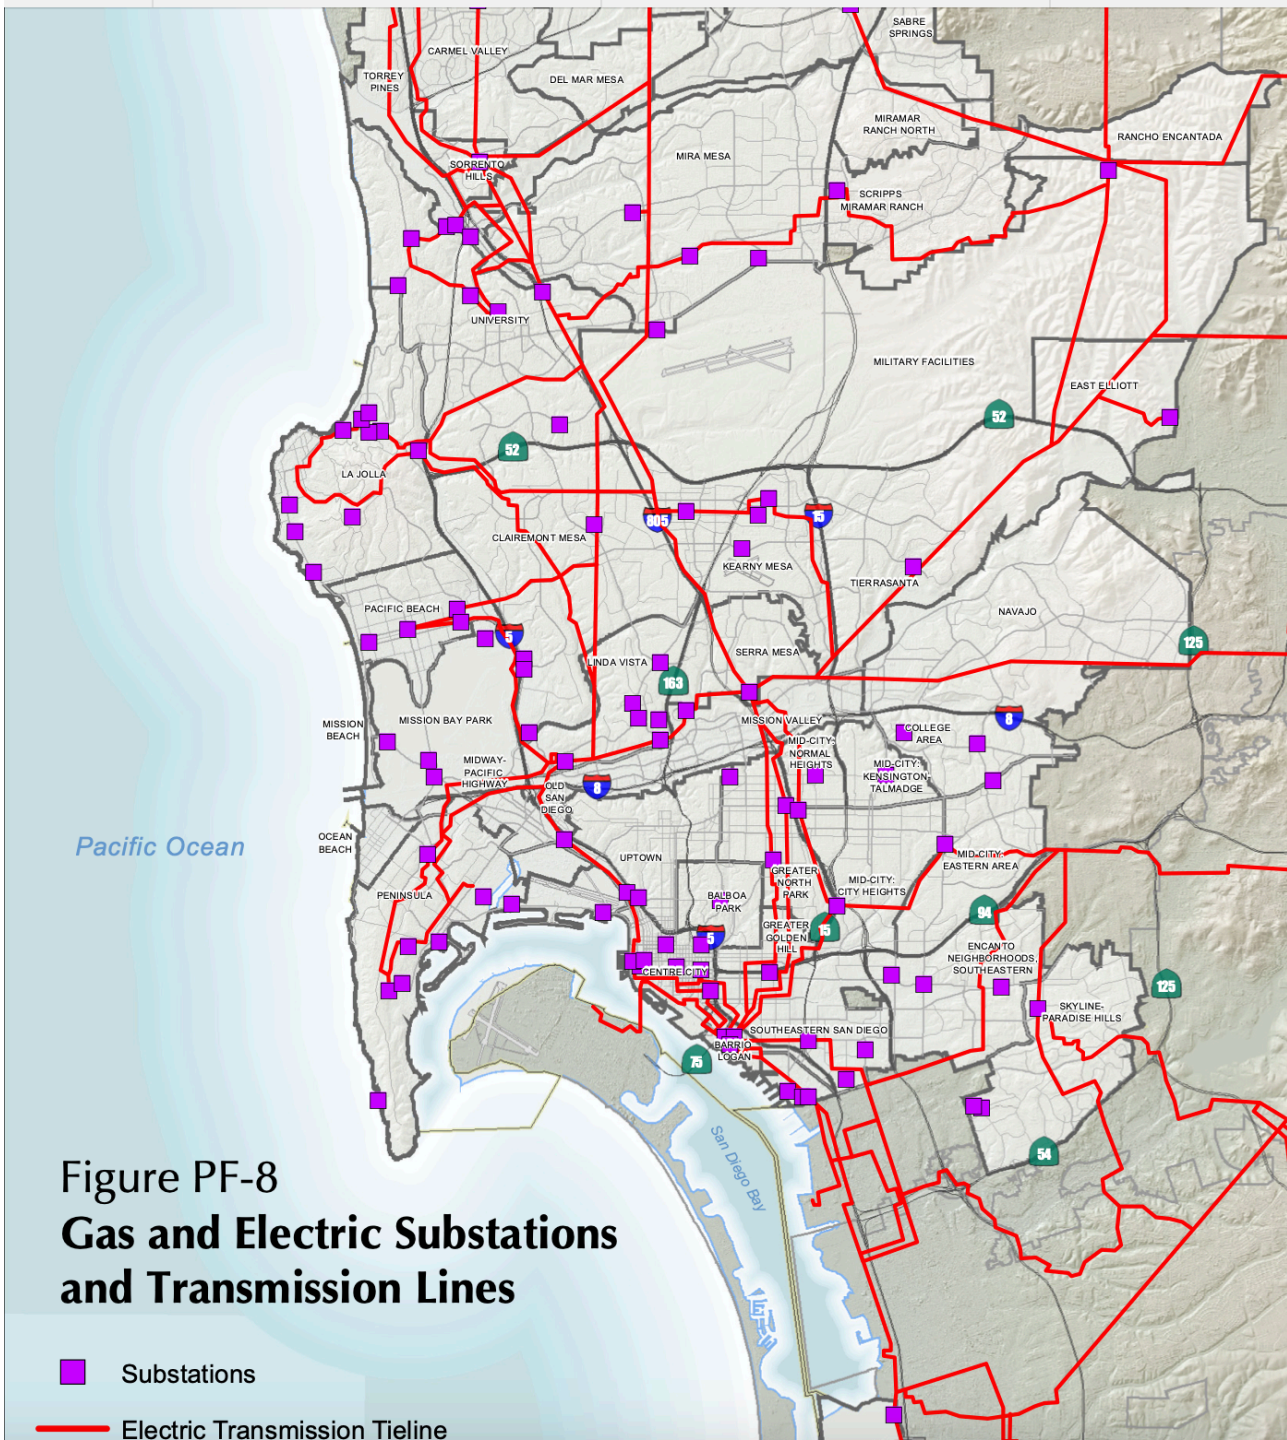 SABRE
SPRINGS
CARMEL VALLEY
TORREY
PINES
DEL MAR MESA
MIRAMAR
RANCH NORTH
RANCHO ENCANTADA
MIRA MESA
SORRENTO
HILLS
SCRIPPS
MIRAMAR RANCH
UNIVERSITY
MILITARY FACILITIES
EAST ELLIOTT
52
52
LA JOLLA
805
15
CLAIREMONT MESA
KEARNY MESA
TIERRASANTA
NAVAJO
PACIFIC BEACH
5
125
SERRA MESA
LINDA VISTA
163
MISSION
BEACH
MISSION BAY PARK
MISSION VALLEY
8
COLLEGE
AREA
MID-CITY:
NORMAL
HEIGHTS
MIDWAY-
PACIFIC
HIGHWAY
MID-CITY:
KENSINGTON-
TALMADGE
8
OLD
SAN
DIEGO
OCEAN
BEACH
Pacific Ocean
UPTOWN
MID-CITY:
EASTERN AREA
GREATER
NORTH
PARK
MID-CITY:
CITY HEIGHTS
PENINSULA
BALBOA
PARK
94
GREATER
GOLDEN
HILL
15
5
ENCANTO
NEIGHBORHOODS,
SOUTHEASTERN
CENTRE CITY
125
SKYLINE-
PARADISE HILLS
SOUTHEASTERN SAN DIEGO
BARRIO
LOGAN
75
San Diego Bay
54
Figure PF-8
Gas and Electric Substations
and Transmission Lines
Substations
Electric Transmission Tieline